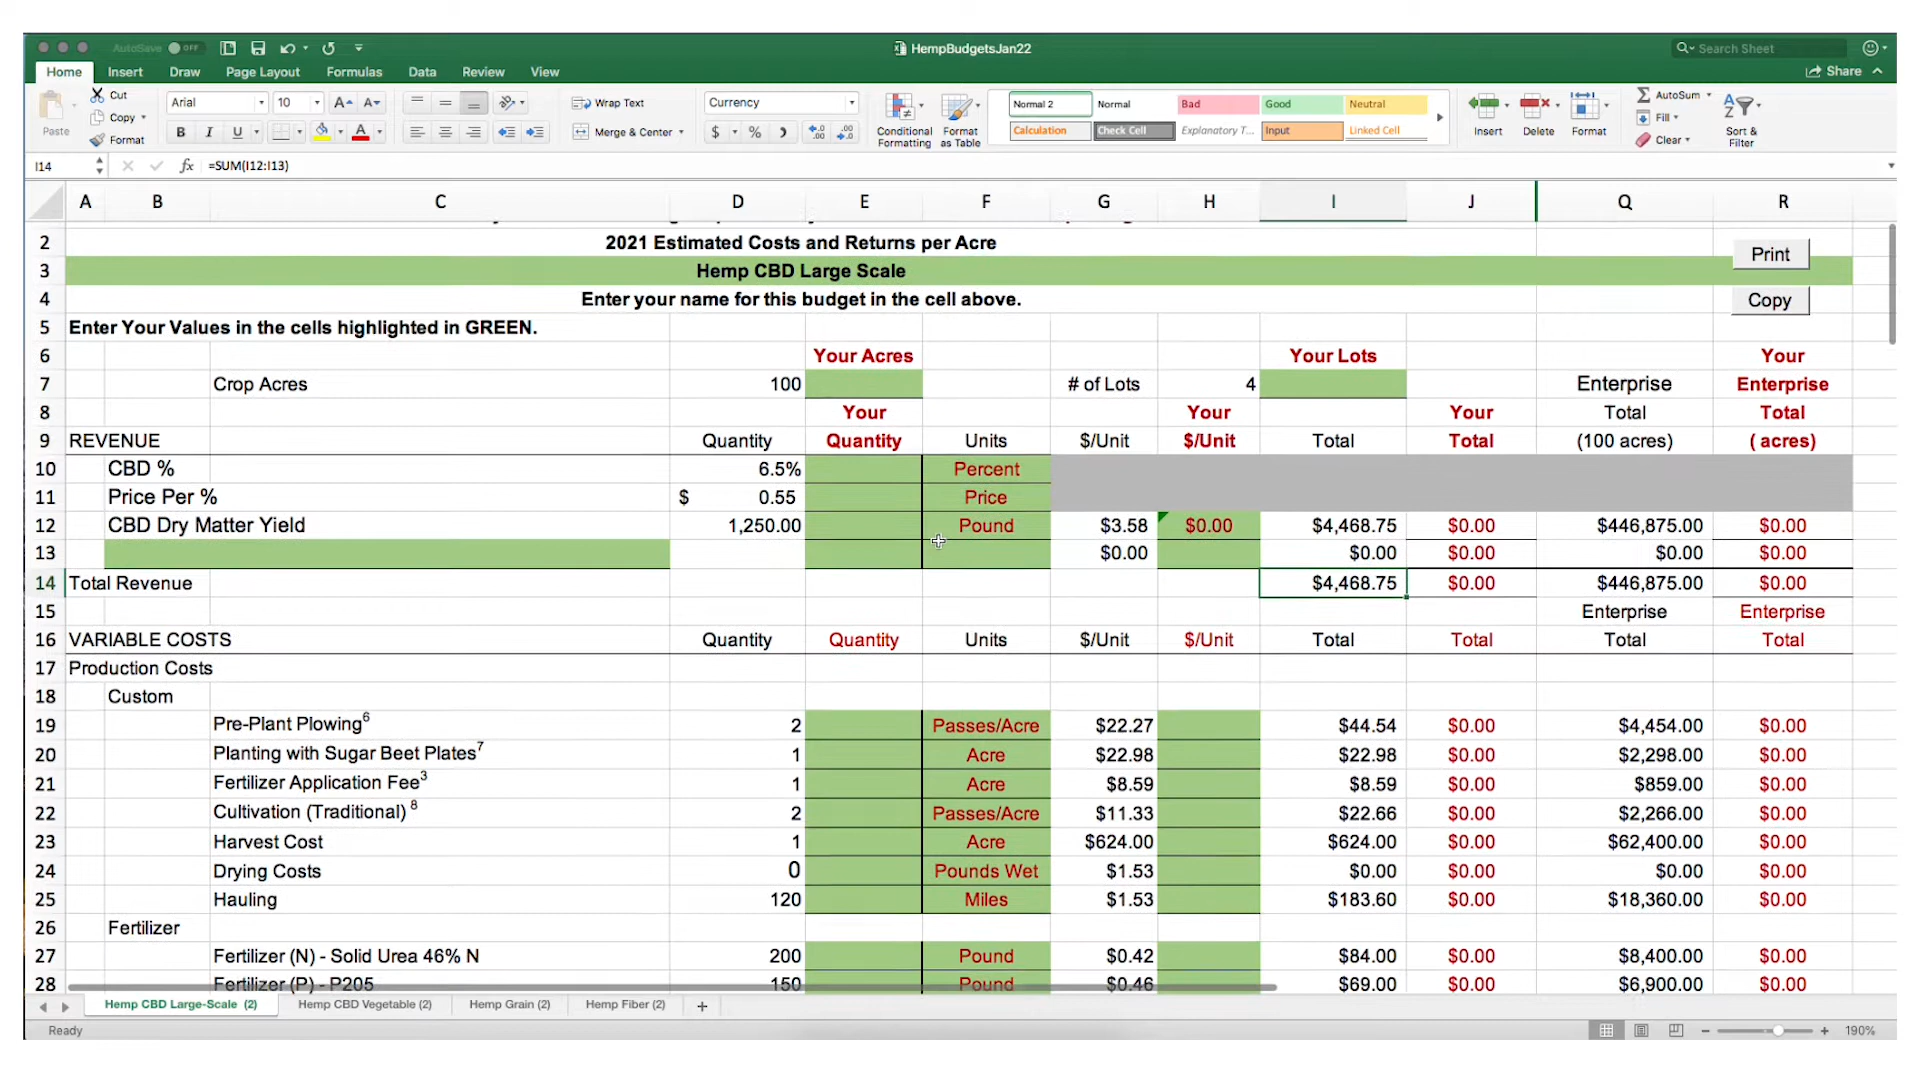 AutoSave OFF HempBudgetsJan22 Search Sheet
Home Insert Draw Page Layout Formulas Data Review View Share
Paste Cut Copy Format Arial 10 A A Wrap Text Currency Conditional Formatting Format as Table Normal 2 Normal Bad Good Neutral Insert Delete Format AutoSum Fill Clear Sort & Filter
B I U A Merge & Center $ % Calculation Check Cell Explanatory T... Input Linked Cell
I14 fx =SUM(I12:I13)
A B C D E F G H I J Q R
2 2021 Estimated Costs and Returns per Acre Print
3 Hemp CBD Large Scale
4 Enter your name for this budget in the cell above. Copy
5 Enter Your Values in the cells highlighted in GREEN.
6 Your Acres Your Lots Your
7 Crop Acres 100 # of Lots 4 Enterprise Enterprise
8 Your Your Your Total Total
9 REVENUE Quantity Quantity Units $/Unit $/Unit Total Total (100 acres) ( acres)
10 CBD % 6.5% Percent
11 Price Per % $ 0.55 Price
12 CBD Dry Matter Yield 1,250.00 Pound $3.58 $0.00 $4,468.75 $0.00 $446,875.00 $0.00
13 $0.00 $0.00 $0.00 $0.00 $0.00
14 Total Revenue $4,468.75 $0.00 $446,875.00 $0.00
15 Enterprise Enterprise
16 VARIABLE COSTS Quantity Quantity Units $/Unit $/Unit Total Total Total Total
17 Production Costs
18 Custom
19 Pre-Plant Plowing6 2 Passes/Acre $22.27 $44.54 $0.00 $4,454.00 $0.00
20 Planting with Sugar Beet Plates7 1 Acre $22.98 $22.98 $0.00 $2,298.00 $0.00
21 Fertilizer Application Fee3 1 Acre $8.59 $8.59 $0.00 $859.00 $0.00
22 Cultivation (Traditional) 8 2 Passes/Acre $11.33 $22.66 $0.00 $2,266.00 $0.00
23 Harvest Cost 1 Acre $624.00 $624.00 $0.00 $62,400.00 $0.00
24 Drying Costs 0 Pounds Wet $1.53 $0.00 $0.00 $0.00 $0.00
25 Hauling 120 Miles $1.53 $183.60 $0.00 $18,360.00 $0.00
26 Fertilizer
27 Fertilizer (N) - Solid Urea 46% N 200 Pound $0.42 $84.00 $0.00 $8,400.00 $0.00
28 Fertilizer (P) - P205 150 Pound $0.46 $69.00 $0.00 $6,900.00 $0.00
Hemp CBD Large-Scale (2) Hemp CBD Vegetable (2) Hemp Grain (2) Hemp Fiber (2) +
Ready 190%